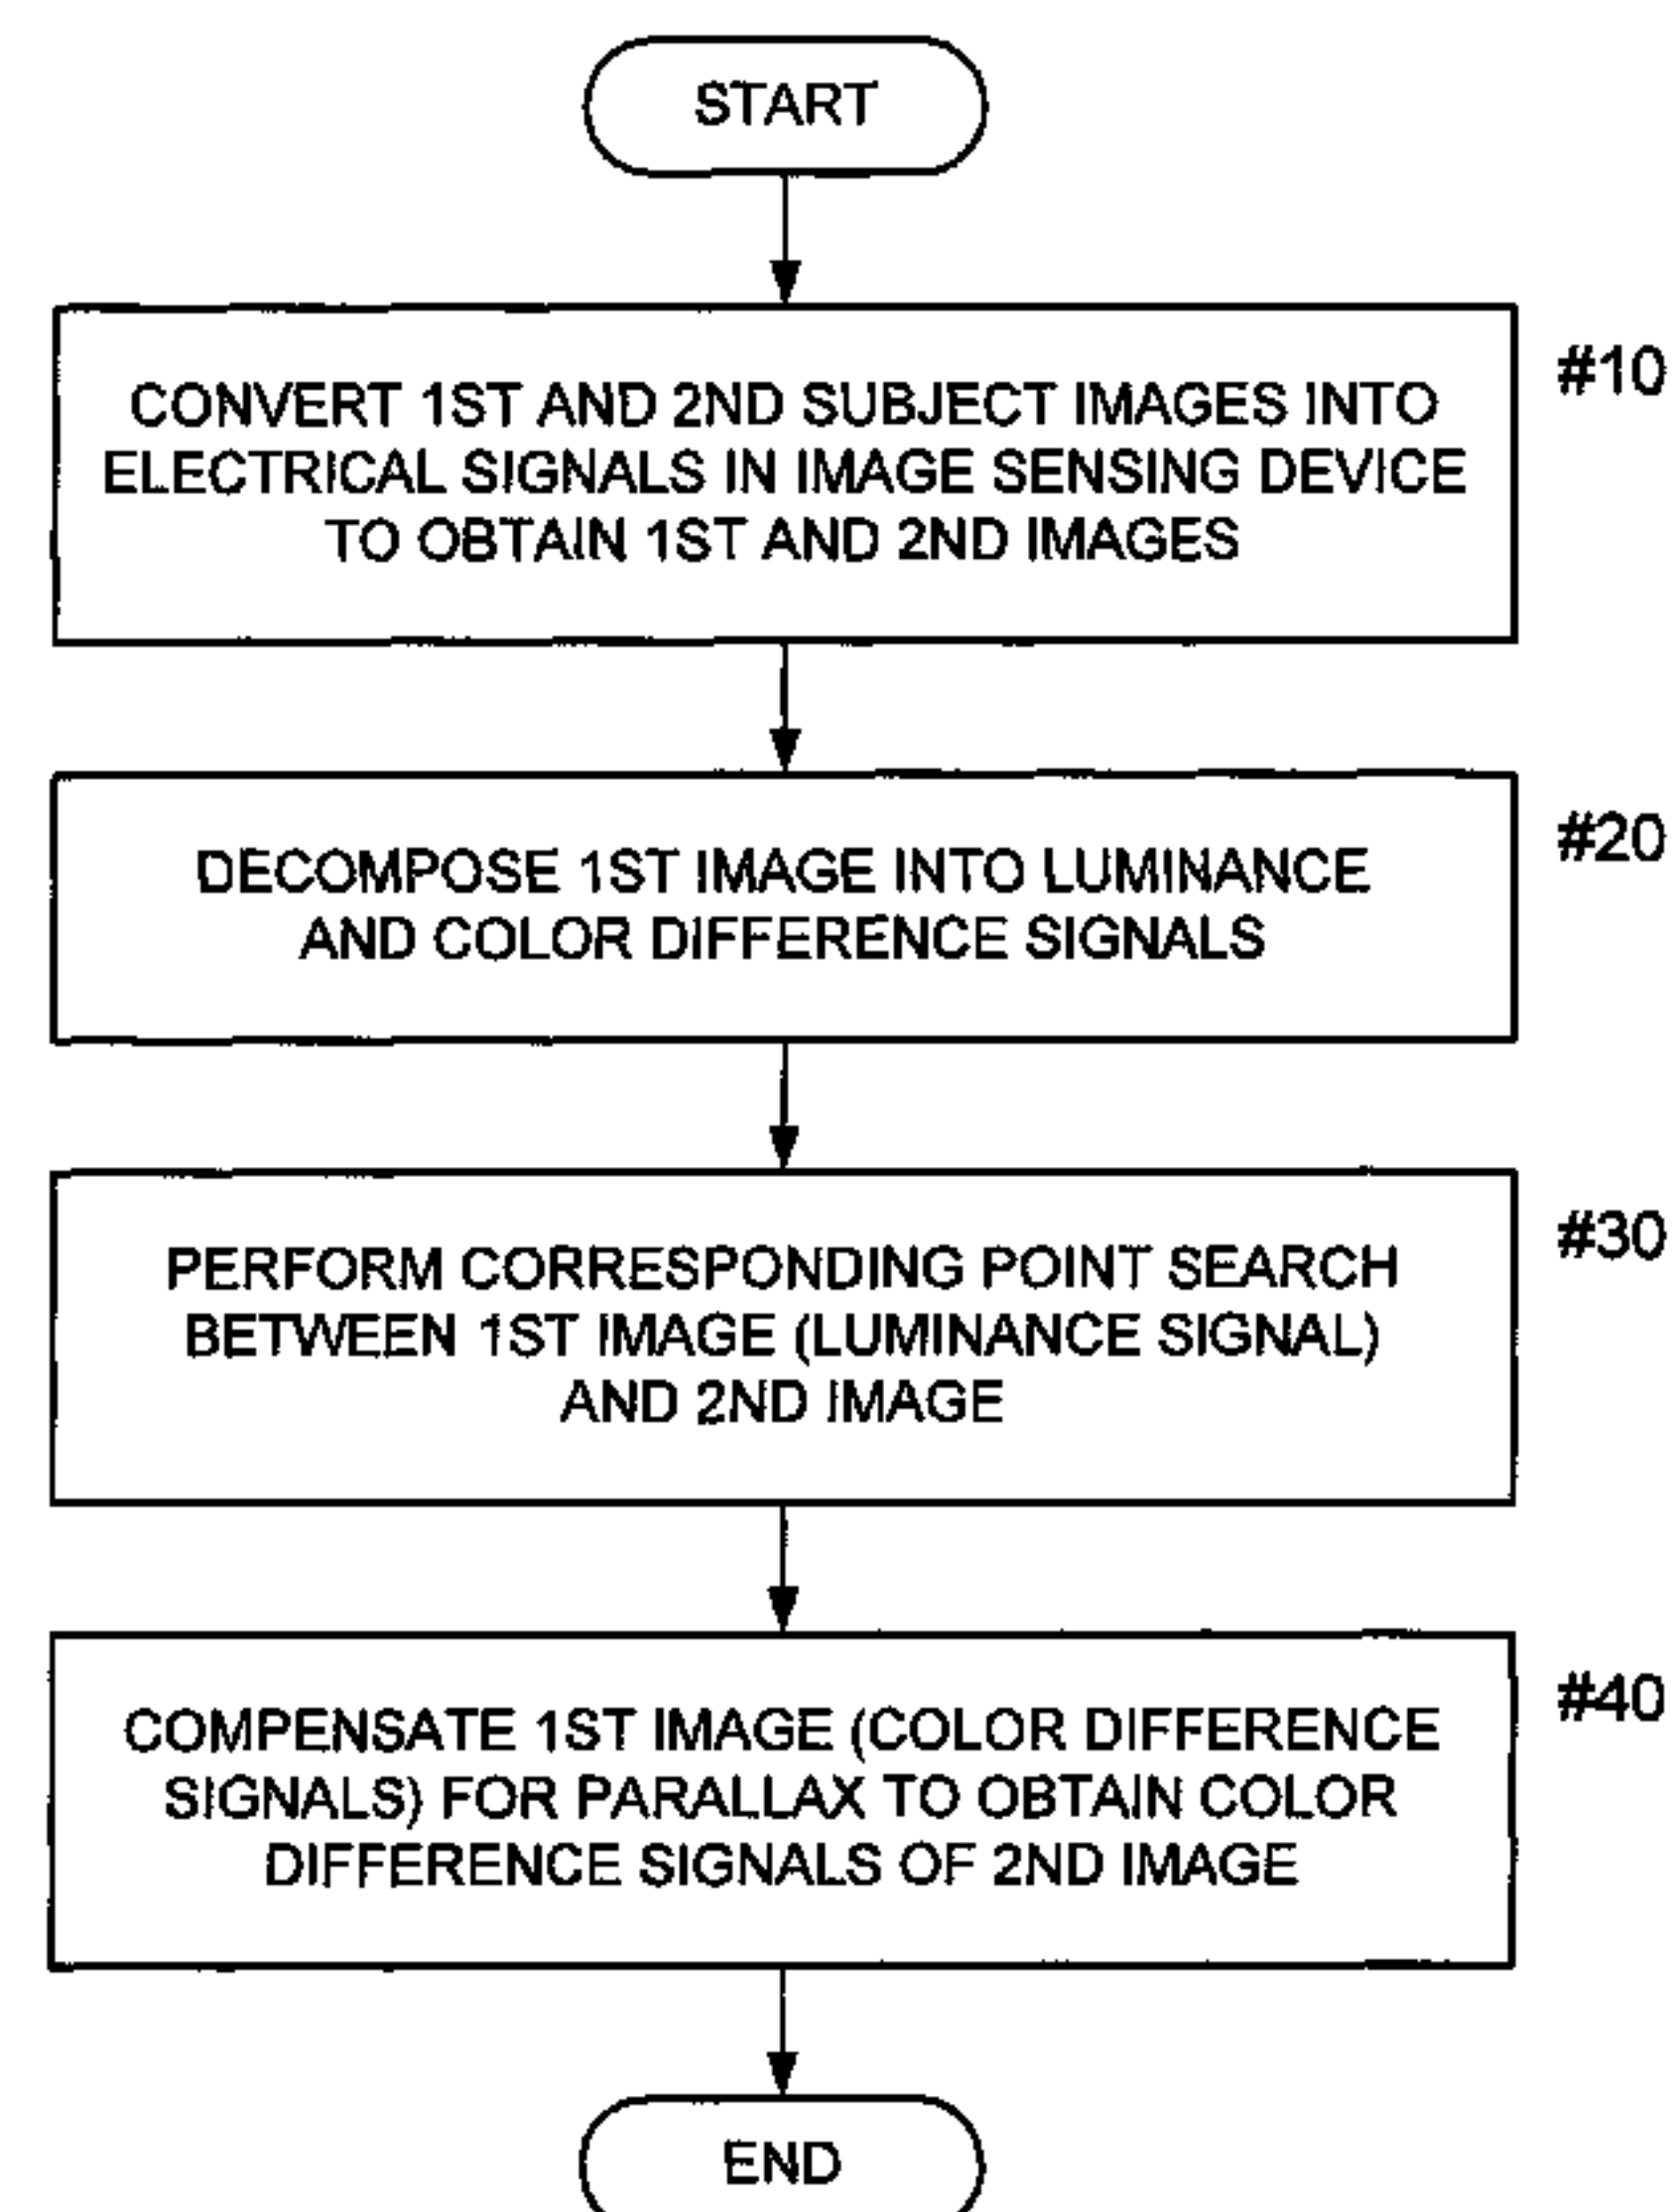 START
CONVERT 1ST AND 2ND SUBJECT IMAGES INTO
ELECTRICAL SIGNALS IN IMAGE SENSING DEVICE
TO OBTAIN 1ST AND 2ND IMAGES
#10
DECOMPOSE 1ST IMAGE INTO LUMINANCE
AND COLOR DIFFERENCE SIGNALS
#20
PERFORM CORRESPONDING POINT SEARCH
BETWEEN 1ST IMAGE (LUMINANCE SIGNAL)
AND 2ND IMAGE
#30
COMPENSATE 1ST IMAGE (COLOR DIFFERENCE
SIGNALS) FOR PARALLAX TO OBTAIN COLOR
DIFFERENCE SIGNALS OF 2ND IMAGE
#40
END